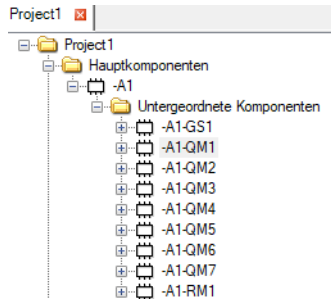 Project1
Project1
Hauptkomponenten
-A1
Untergeordnete Komponenten
-A1-GS1
-A1-QM1
-A1-QM2
-A1-QM3
-A1-QM4
-A1-QM5
-A1-QM6
-A1-QM7
-A1-RM1